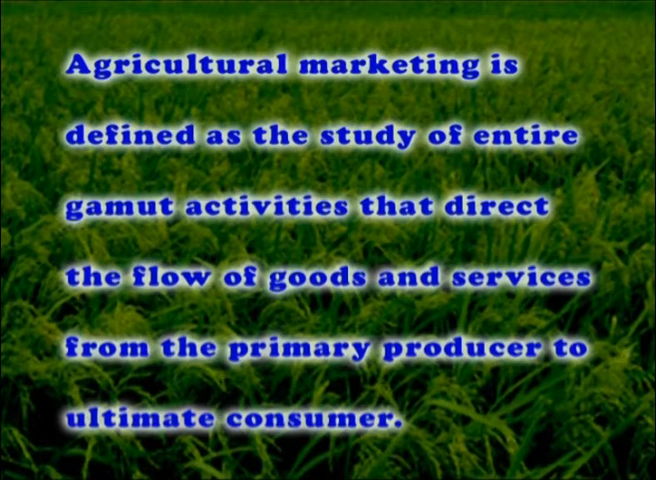 Agricultural marketing is
defined as the study of entire
gamut activities that direct
the flow of goods and services
from the primary producer to
ultimate consumer.